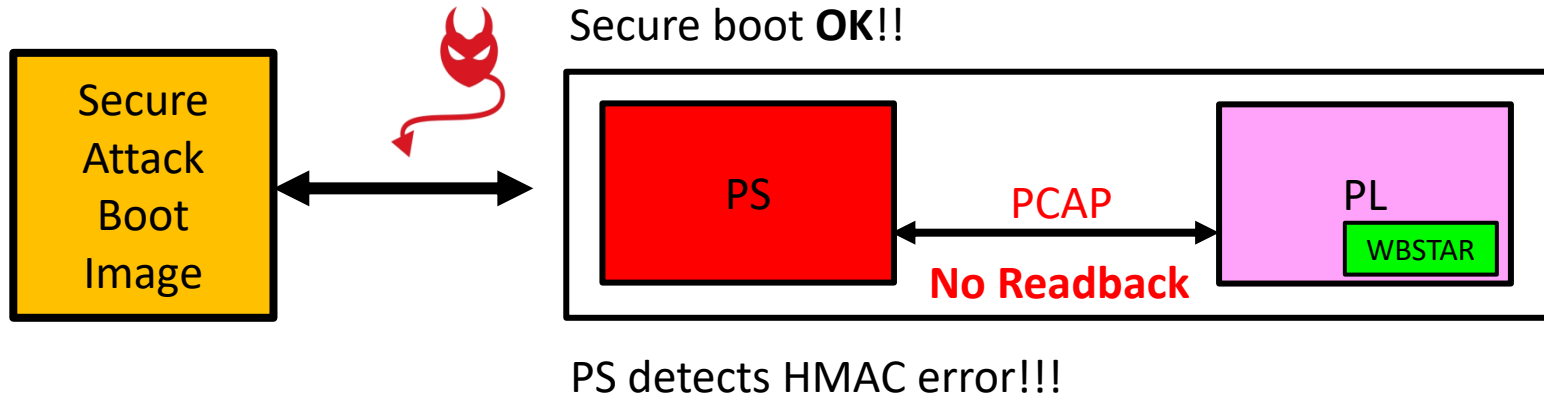 Secure boot OK!!
Secure
Attack
Boot
Image
PS
PCAP
No Readback
PL
WBSTAR
PS detects HMAC error!!!